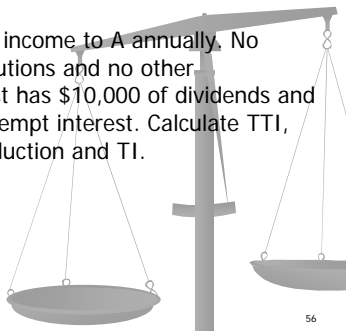 income to A annually. No
utions and no other
st has $10,000 of dividends and
empt interest. Calculate TTI,
duction and TI.
56